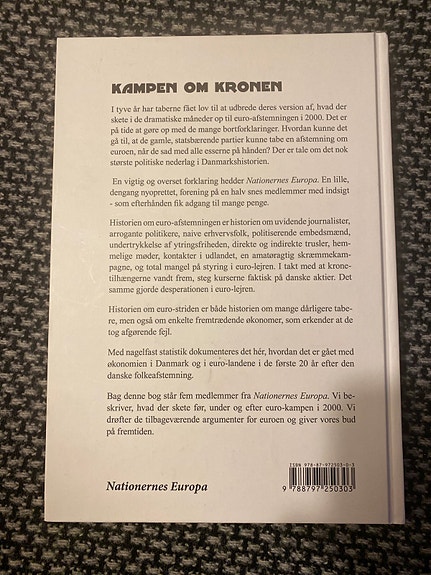 KAMPEN OM KRONEN
I tyve år har taberne fået lov til at udbrede deres version af, hvad der
skete i de dramatiske måneder op til euro-afstemningen i 2000. Det er
på tide at gøre op med de mange bortforklaringer. Hvordan kunne det
gå til, at de gamle, statsbærende partier kunne tabe en afstemning om
euroen, når de sad med alle esserne på hånden? Der er tale om det nok
største politiske nederlag i Danmarkshistorien.
En vigtig og overset forklaring hedder Nationernes Europa. En lille,
dengang nyoprettet, forening på en halv snes medlemmer med indsigt
- som efterhånden fik adgang til mange penge.
Historien om euro-afstemningen er historien om uvidende journalister,
arrogante politikere, naive erhvervsfolk, politiserende embedsmænd,
undertrykkelse af ytringsfriheden, direkte og indirekte trusler, hem-
melige møder, kontakter i udlandet, en amatøragtig skræmmekam-
pagne, og total mangel på styring i euro-lejren. I takt med at krone-
tilhængerne vandt frem, steg kurserne faktisk på danske aktier. Det
samme gjorde desperationen i euro-lejren.
Historien om euro-striden er både historien om mange dårligere tabe-
re, men også om enkelte fremtrædende økonomer, som erkender at de
tog afgørende fejl.
Med nagelfast statistik dokumenteres det hér, hvordan det er gået med
økonomien i Danmark og i euro-landene i de første 20 år efter den
danske folkeafstemning.
Bag denne bog står fem medlemmer fra Nationernes Europa. Vi be-
skriver, hvad der skete før, under og efter euro-kampen i 2000. Vi
drøfter de tilbageværende argumenter for euroen og giver vores bud
på fremtiden.
ISBN 978-87-972503-0-3
9 788797 250303
Nationernes Europa